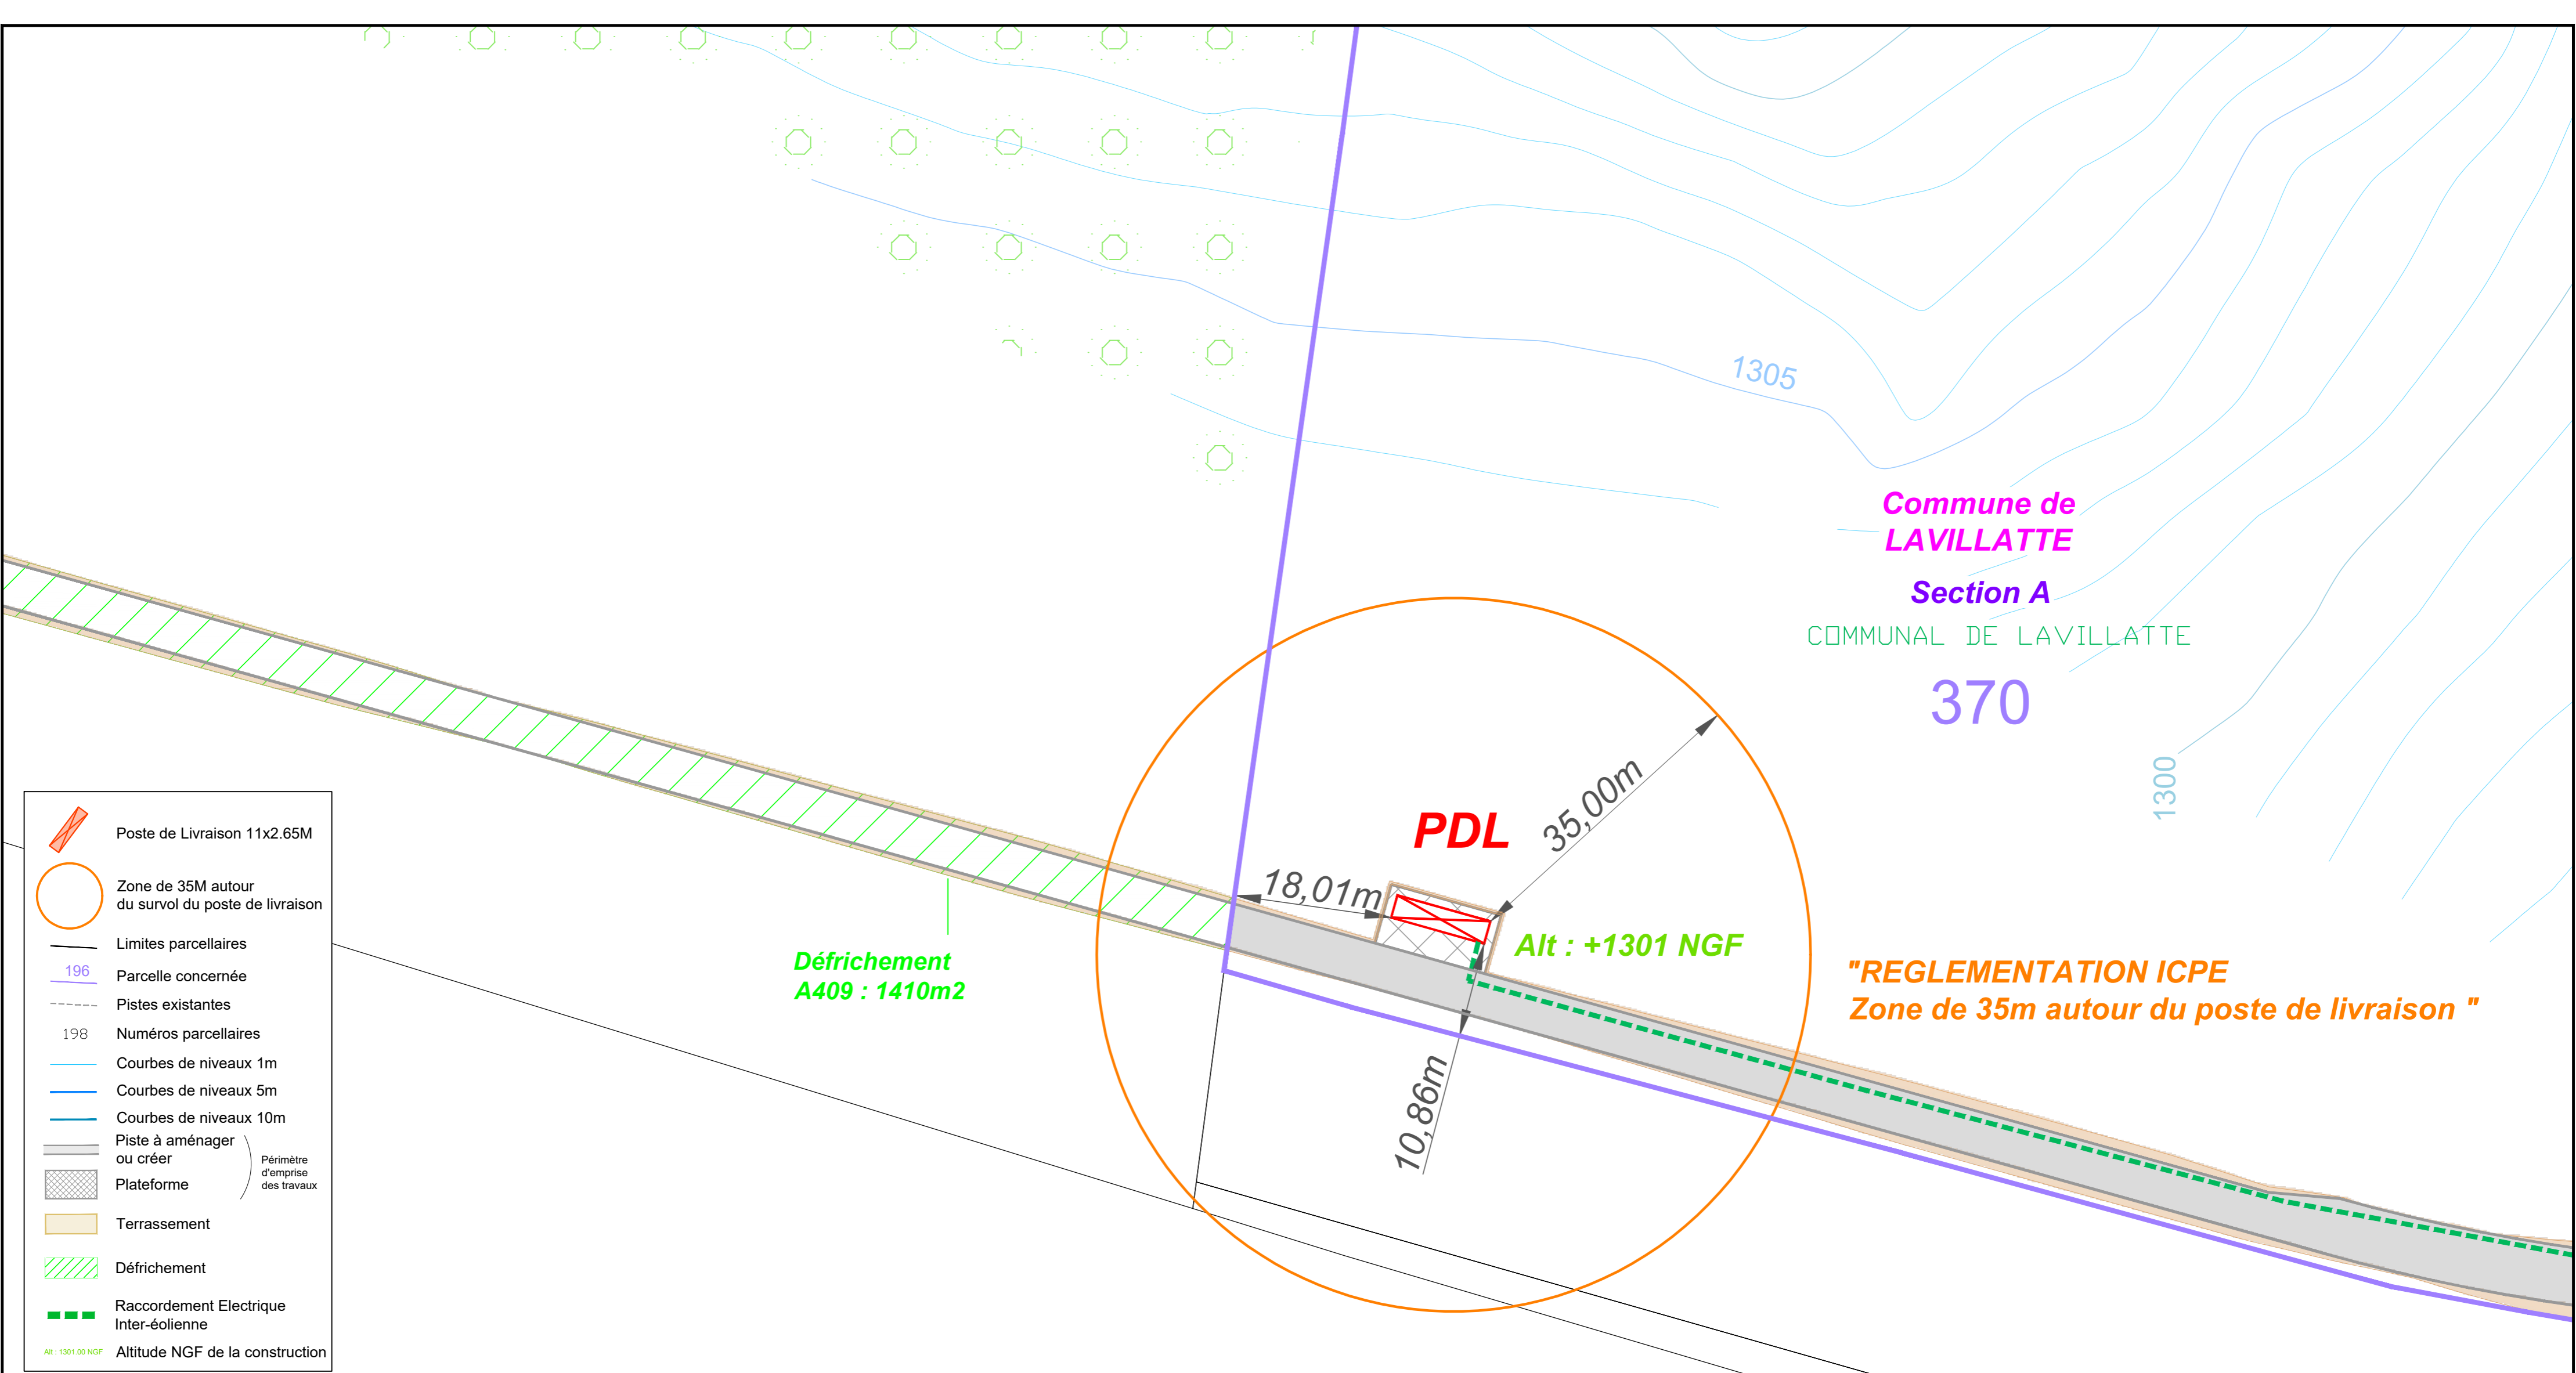 1305
Commune de
LAVILLATTE
Section A
COMMUNAL DE LAVILLATTE
370
1300
35,00m
PDL
18,01m
Alt : +1301 NGF
Défrichement
A409 : 1410m2
"REGLEMENTATION ICPE
Zone de 35m autour du poste de livraison "
10,86m
Poste de Livraison 11x2.65M
Zone de 35M autour
du survol du poste de livraison
Limites parcellaires
196
Parcelle concernée
Pistes existantes
198
Numéros parcellaires
Courbes de niveaux 1m
Courbes de niveaux 5m
Courbes de niveaux 10m
Piste à aménager
ou créer
Périmètre
d'emprise
des travaux
Plateforme
Terrassement
Défrichement
Raccordement Electrique
Inter-éolienne
Alt : 1301.00 NGF
Altitude NGF de la construction